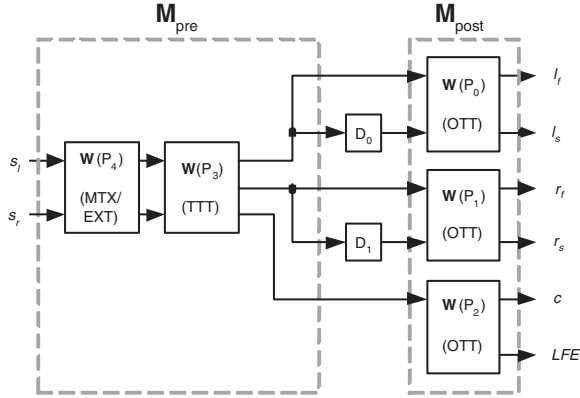 M_pre
M_post
s_l
s_r
W(P_4)
(MTX/
EXT)
W(P_3)
(TTT)
D_0
D_1
W(P_0)
(OTT)
W(P_1)
(OTT)
W(P_2)
(OTT)
l_f
l_s
r_f
r_s
c
LFE